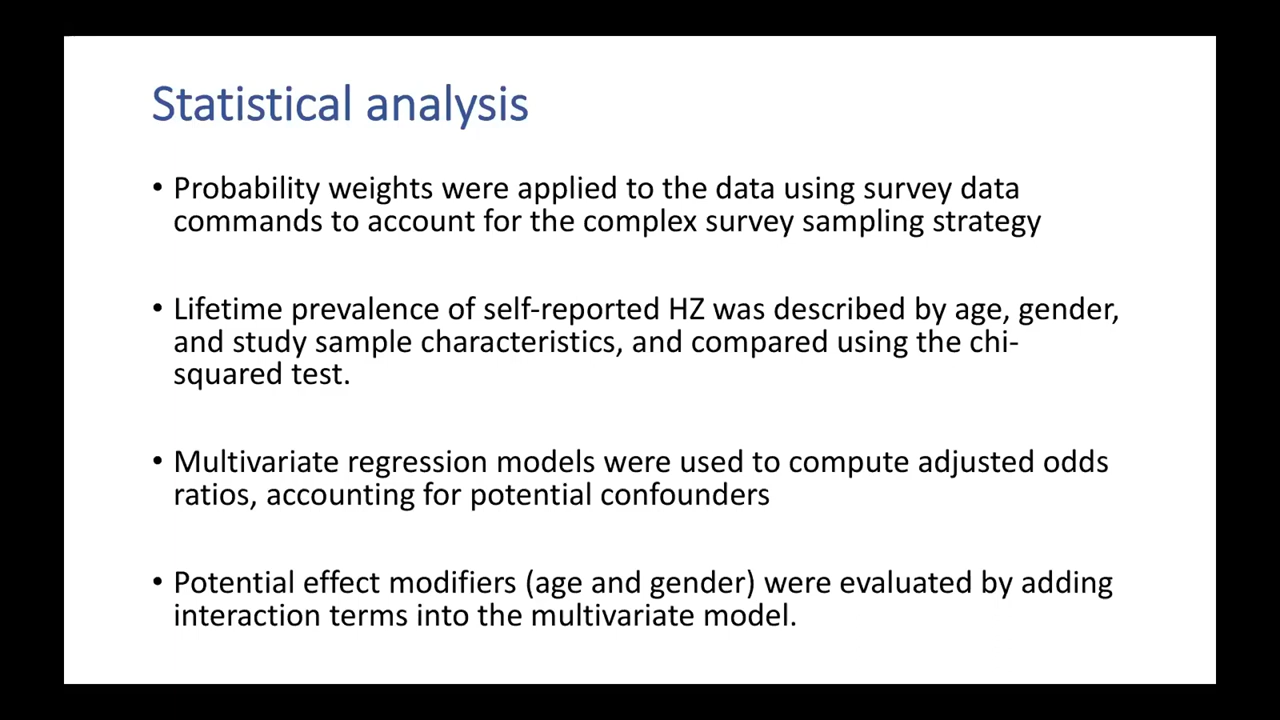 Statistical analysis
• Probability weights were applied to the data using survey data
commands to account for the complex survey sampling strategy
• Lifetime prevalence of self-reported HZ was described by age, gender,
and study sample characteristics, and compared using the chi-
squared test.
• Multivariate regression models were used to compute adjusted odds
ratios, accounting for potential confounders
• Potential effect modifiers (age and gender) were evaluated by adding
interaction terms into the multivariate model.